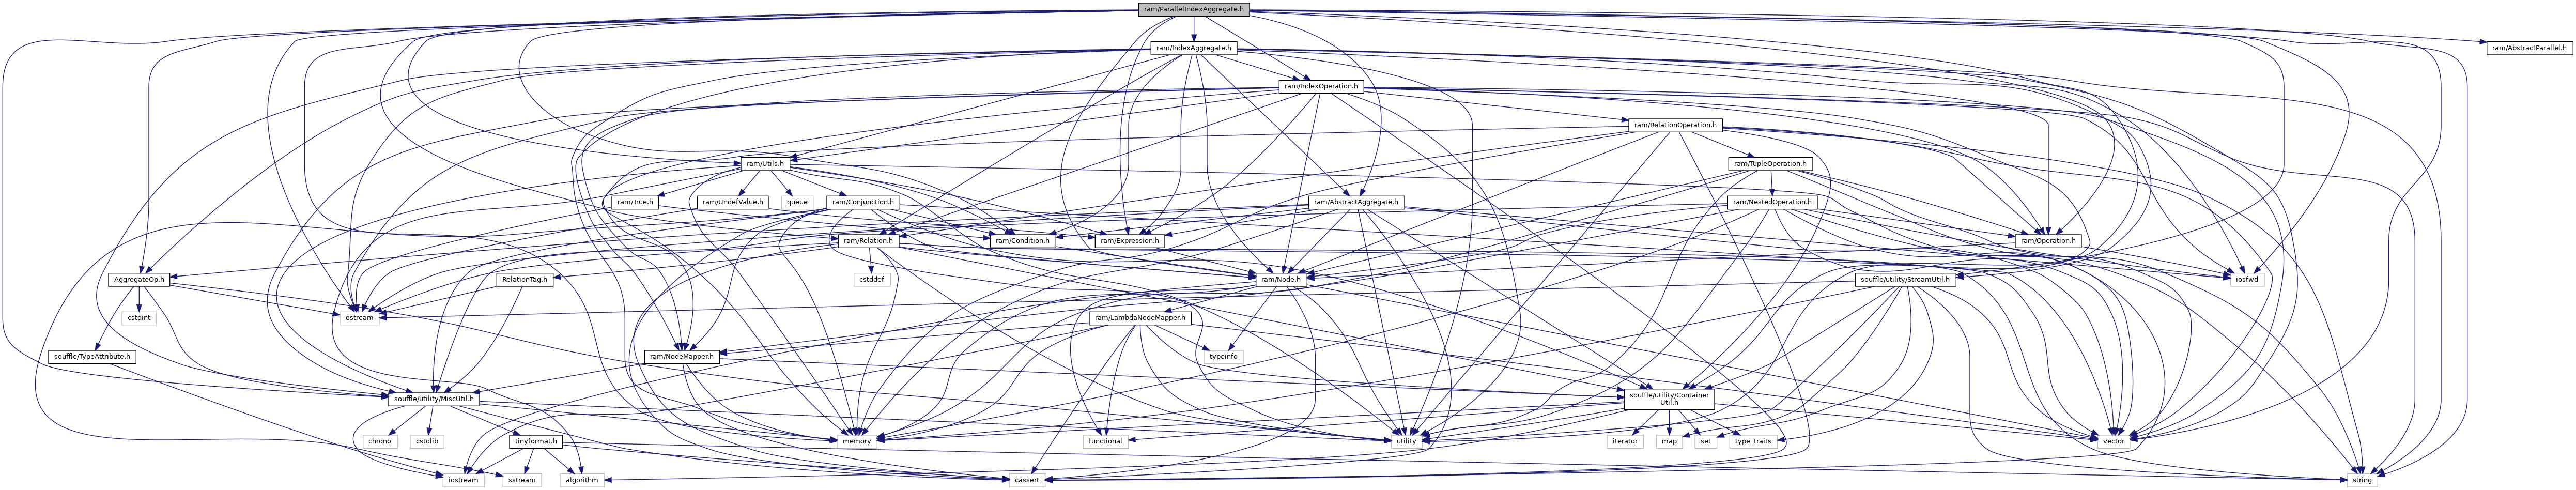 ram/ParallelIndexAggregate.h
ram/IndexAggregate.h
ram/AbstractParallel.h
ram/IndexOperation.h
ram/RelationOperation.h
ram/Utils.h
ram/TupleOperation.h
ram/True.h
ram/UndefValue.h
queue
ram/Conjunction.h
ram/AbstractAggregate.h
ram/NestedOperation.h
ram/Relation.h
ram/Condition.h
ram/Expression.h
ram/Operation.h
AggregateOp.h
RelationTag.h
cstddef
ram/Node.h
souffle/utility/StreamUtil.h
iosfwd
cstdint
ostream
ram/LambdaNodeMapper.h
souffle/TypeAttribute.h
ram/NodeMapper.h
typeinfo
souffle/utility/MiscUtil.h
souffle/utility/Container
Util.h
chrono
cstdlib
tinyformat.h
memory
functional
utility
iterator
map
set
type_traits
vector
iostream
sstream
algorithm
cassert
string